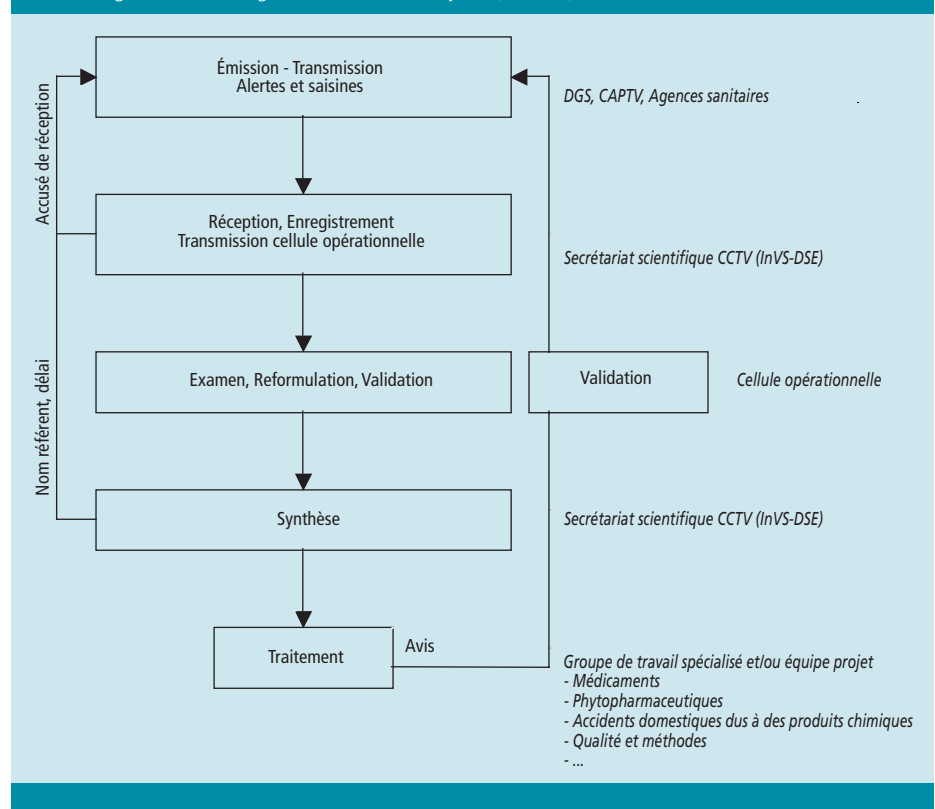 Émission - Transmission
Alertes et saisines
DGS, CAPTV, Agences sanitaires
Accusé de réception
Réception, Enregistrement
Transmission cellule opérationnelle
Secrétariat scientifique CCTV (InVS-DSE)
Examen, Reformulation, Validation
Validation
Cellule opérationnelle
Nom référent, délai
Synthèse
Secrétariat scientifique CCTV (InVS-DSE)
Traitement
Avis
Groupe de travail spécialisé et/ou équipe projet
- Médicaments
- Phytopharmaceutiques
- Accidents domestiques dus à des produits chimiques
- Qualité et méthodes
- ...